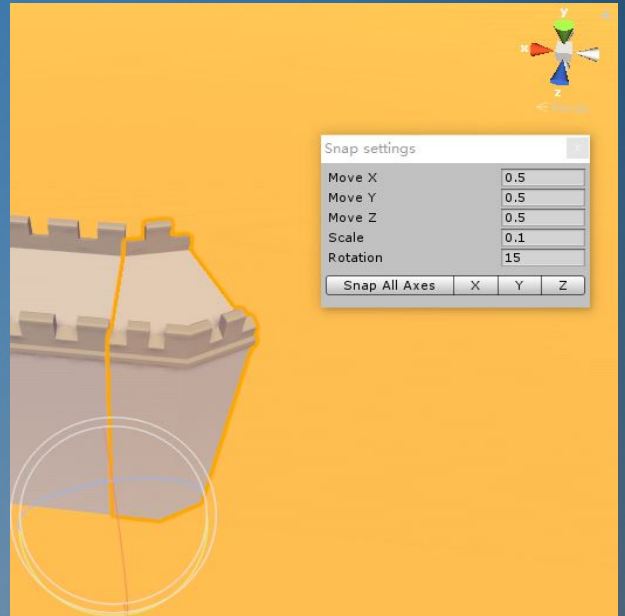 y
x
z
Snap settings
x
Move X 0.5
Move Y 0.5
Move Z 0.5
Scale 0.1
Rotation 15
Snap All Axes X Y Z